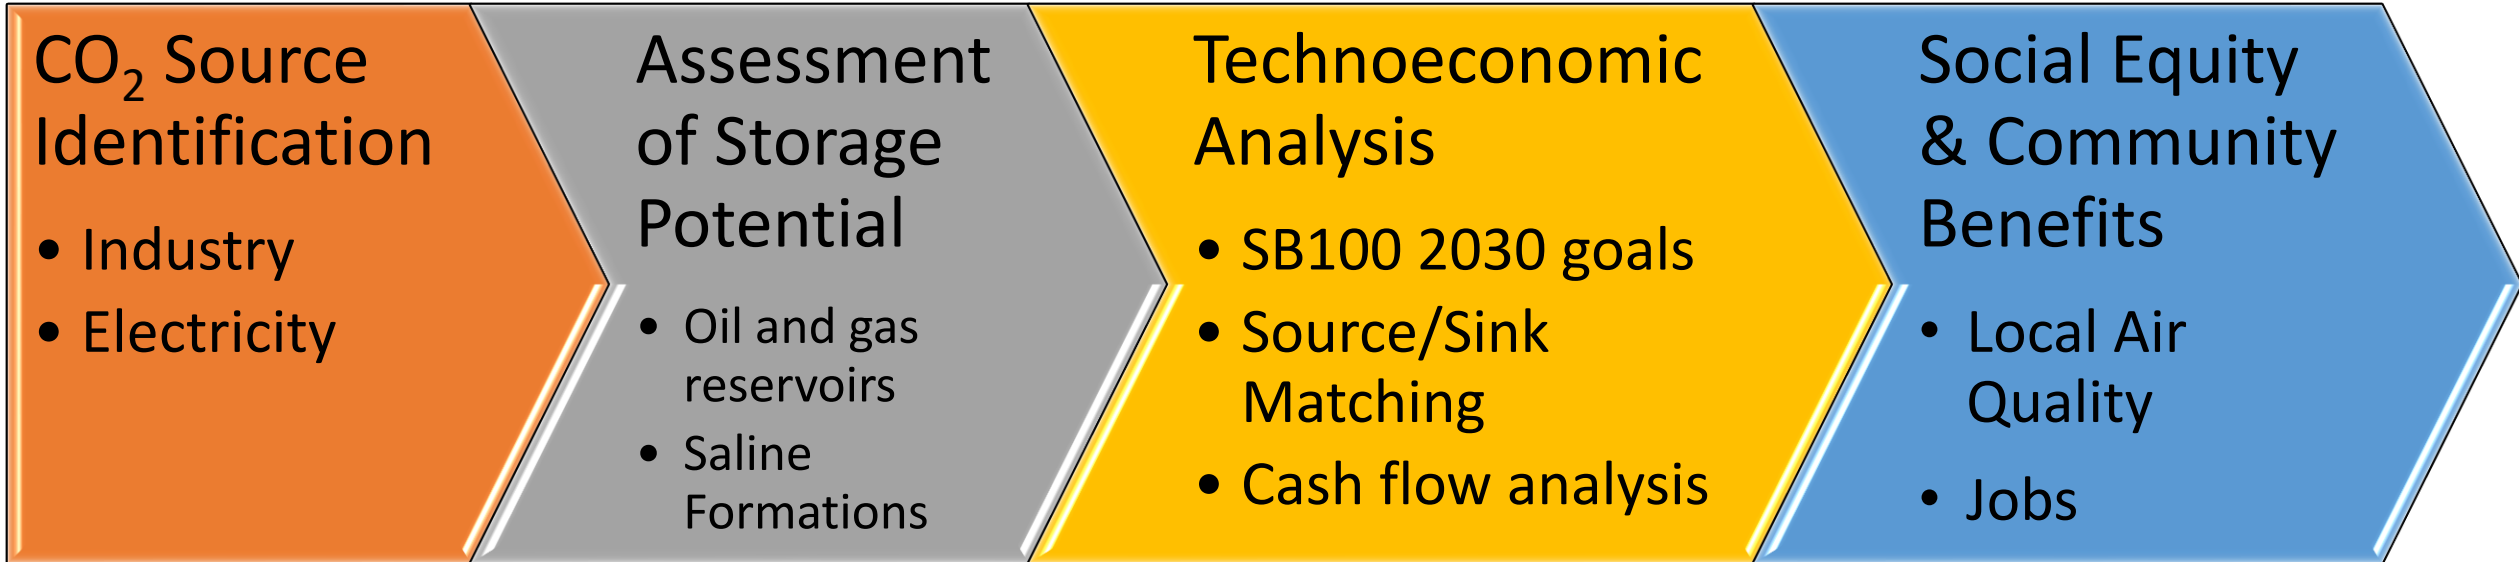 CO₂ Source
Identification
• Industry
• Electricity
Assessment
of Storage
Potential
• Oil and gas
reservoirs
• Saline
Formations
Technoeconomic
Analysis
• SB100 2030 goals
• Source/Sink
Matching
• Cash flow analysis
Social Equity
& Community
Benefits
• Local Air
Quality
• Jobs